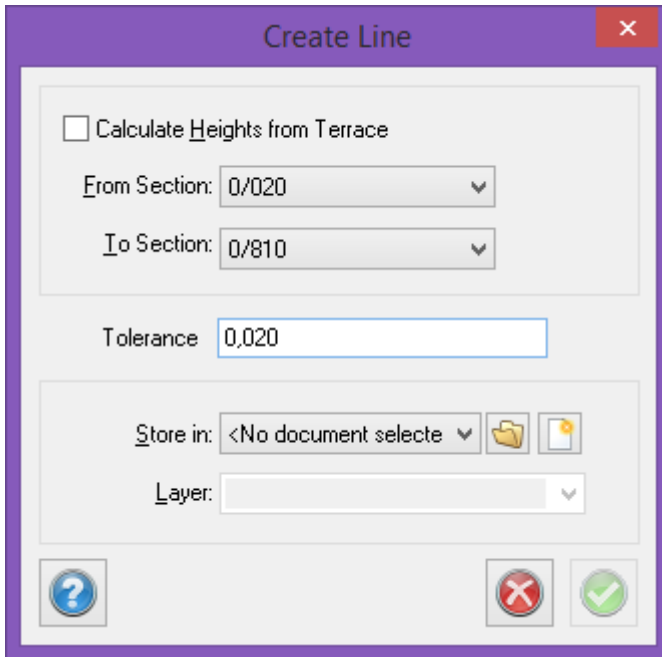 Create Line
Calculate Heights from Terrace
From Section: 0/020
To Section: 0/810
Tolerance 0,020
Store in: <No document selecte
Layer: